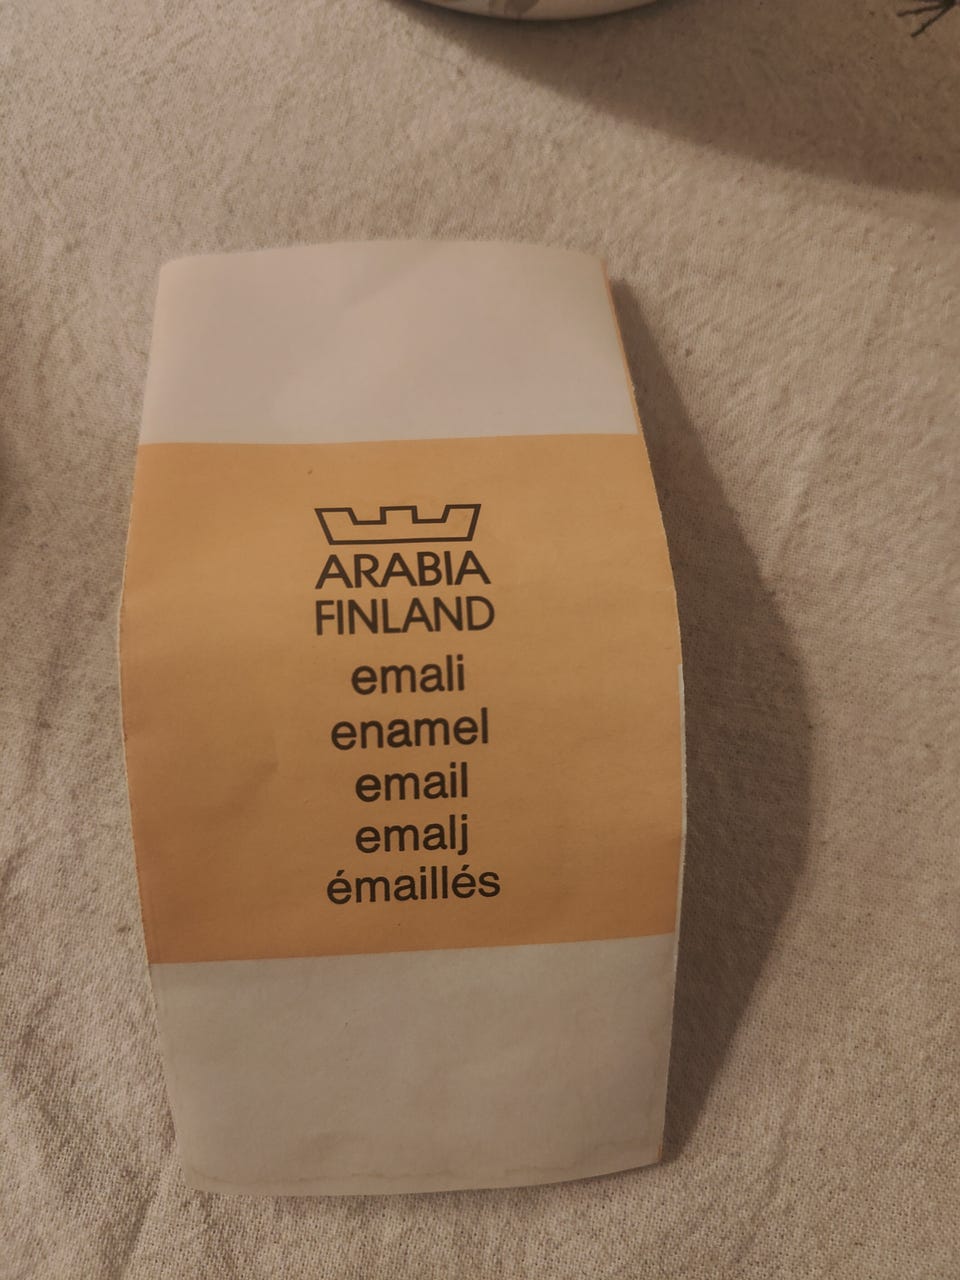 ARABIA
FINLAND
emali
enamel
email
emalj
émaillés